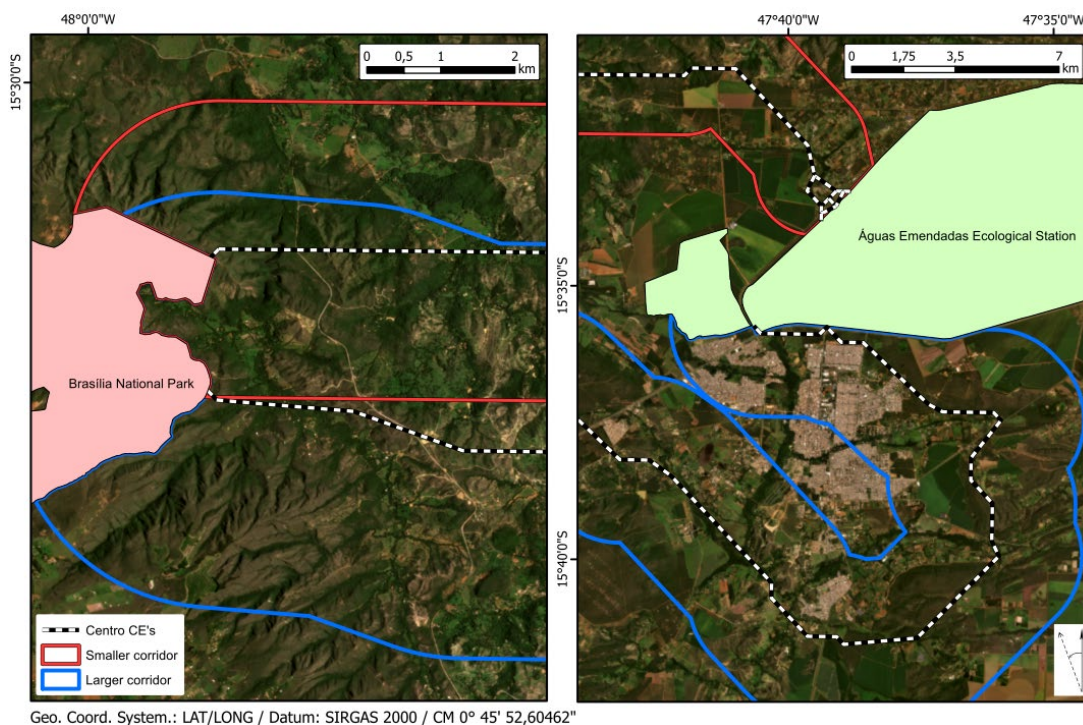 48°0'0"W
47°40'0"W
47°35'0"W
0 0,5 1 2
km
0 1,75 3,5 7
km
15°30'0"S
Águas Emendadas Ecological Station
15°35'0"S
Brasília National Park
15°40'0"S
Centro CE's
Smaller corridor
Larger corridor
Geo. Coord. System.: LAT/LONG / Datum: SIRGAS 2000 / CM 0° 45' 52,60462"